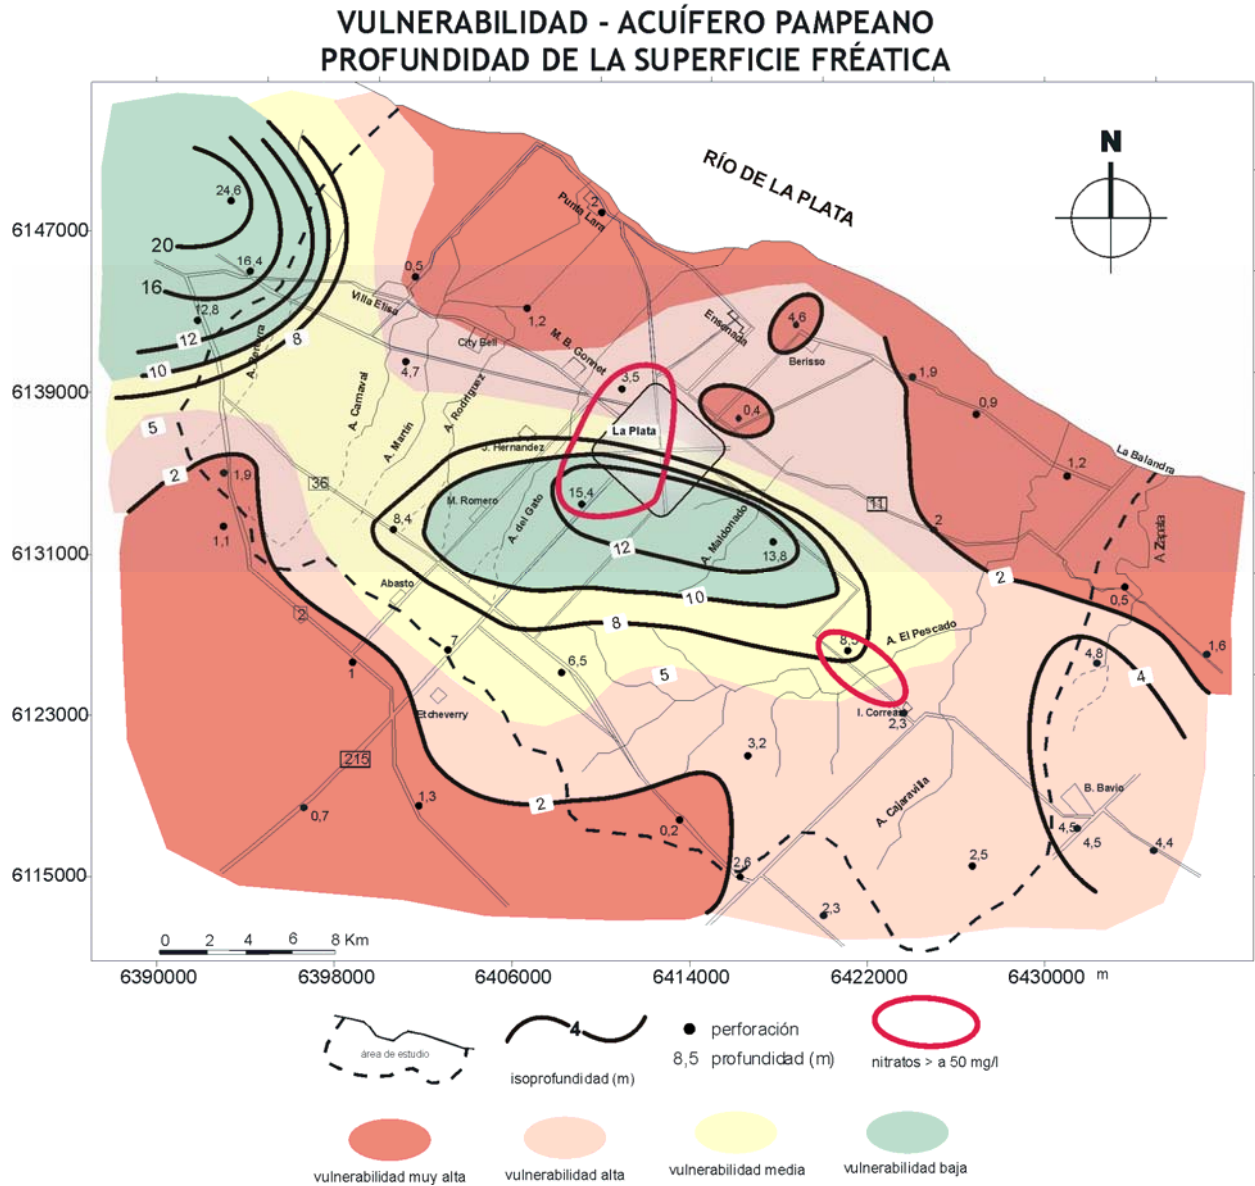 VULNERABILIDAD - ACUÍFERO PAMPEANO
PROFUNDIDAD DE LA SUPERFICIE FRÉATICA
N
RÍO DE LA PLATA
24,6
Punta Lara
6147000
20
16,4
0,5
16
Villa Elisa
12,8
1,2
Ensenada
4,6
12
8
A. Pereyra
City Bell
M. B. Gonnet
Berisso
10
4,7
3,5
1,9
6139000
A. Carnaval
A. Rodríguez
0,4
0,9
5
A. Martín
La Plata
J. Hernandez
La Balandra
2
1,9
36
M. Romero
15,4
1,2
11
8,4
A. del Gato
A. Maldonado
2
A. Zapata
1,1
12
13,8
6131000
2
Abasto
10
0,5
2
8
A. El Pescado
7
8,5
1,6
1
6,5
5
4,8
4
Etcheverry
I. Correas
6123000
2,3
215
3,2
B. Bavio
1,3
2
A. Cajaravilla
0,7
0,2
4,5
4,5
4,4
2,6
2,5
6115000
2,3
0 2 4 6 8 Km
6390000 6398000 6406000 6414000 6422000 6430000 m
área de estudio
4
isoprofundidad (m)
perforación
8,5 profundidad (m)
nitratos > a 50 mg/l
vulnerabilidad muy alta
vulnerabilidad alta
vulnerabilidad media
vulnerabilidad baja